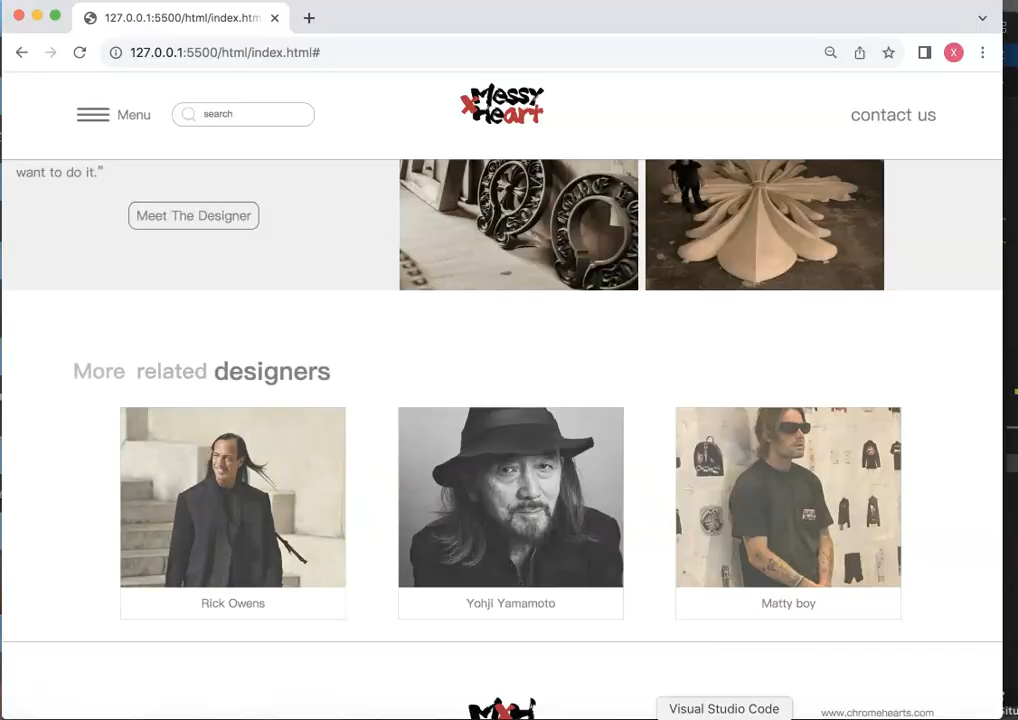 127.0.0.1:5500/html/index.htm
127.0.0.1:5500/html/index.html#
X
Menu
search
Messy
xHeart
contact us
want to do it.”
Meet The Designer
More related designers
Rick Owens
Yohji Yamamoto
Matty boy
Visual Studio Code
www.chromehearts.com